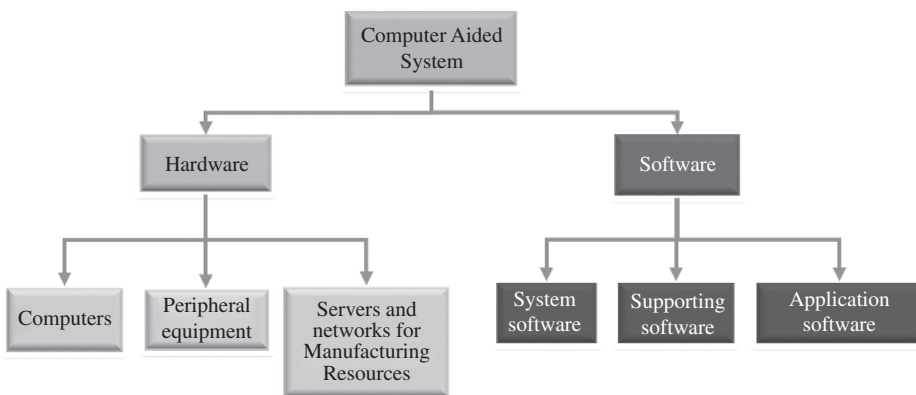 Computer Aided
System
Hardware
Software
Computers
Peripheral
equipment
Servers and
networks for
Manufacturing
Resources
System
software
Supporting
software
Application
software